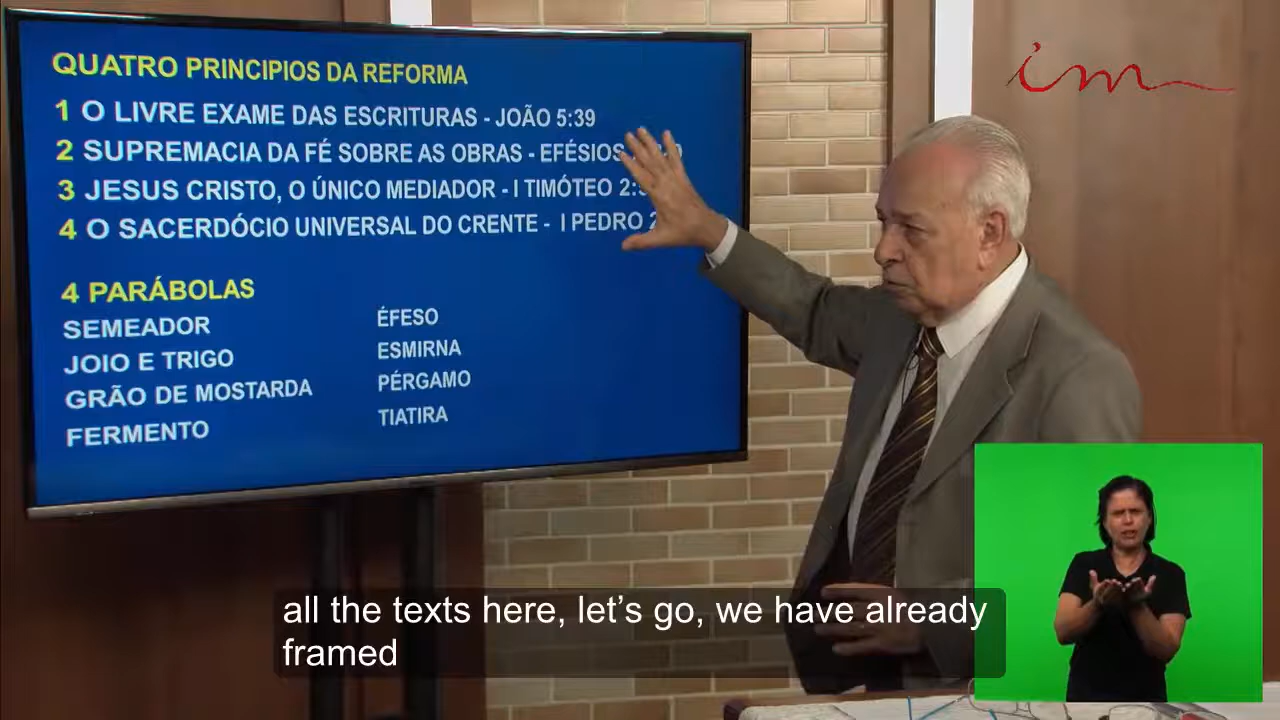 QUATRO PRINCIPIOS DA REFORMA
1 O LIVRE EXAME DAS ESCRITURAS - JOÃO 5:39
2 SUPREMACIA DA FÉ SOBRE AS OBRAS - EFÉSIOS
3 JESUS CRISTO, O ÚNICO MEDIADOR - I TIMÓTEO 2:
4 O SACERDÓCIO UNIVERSAL DO CRENTE - I PEDRO 2
4 PARÁBOLAS
SEMEADOR ÉFESO
JOIO E TRIGO ESMIRNA
GRÃO DE MOSTARDA PÉRGAMO
FERMENTO TIATIRA
im
all the texts here, let's go, we have already
framed